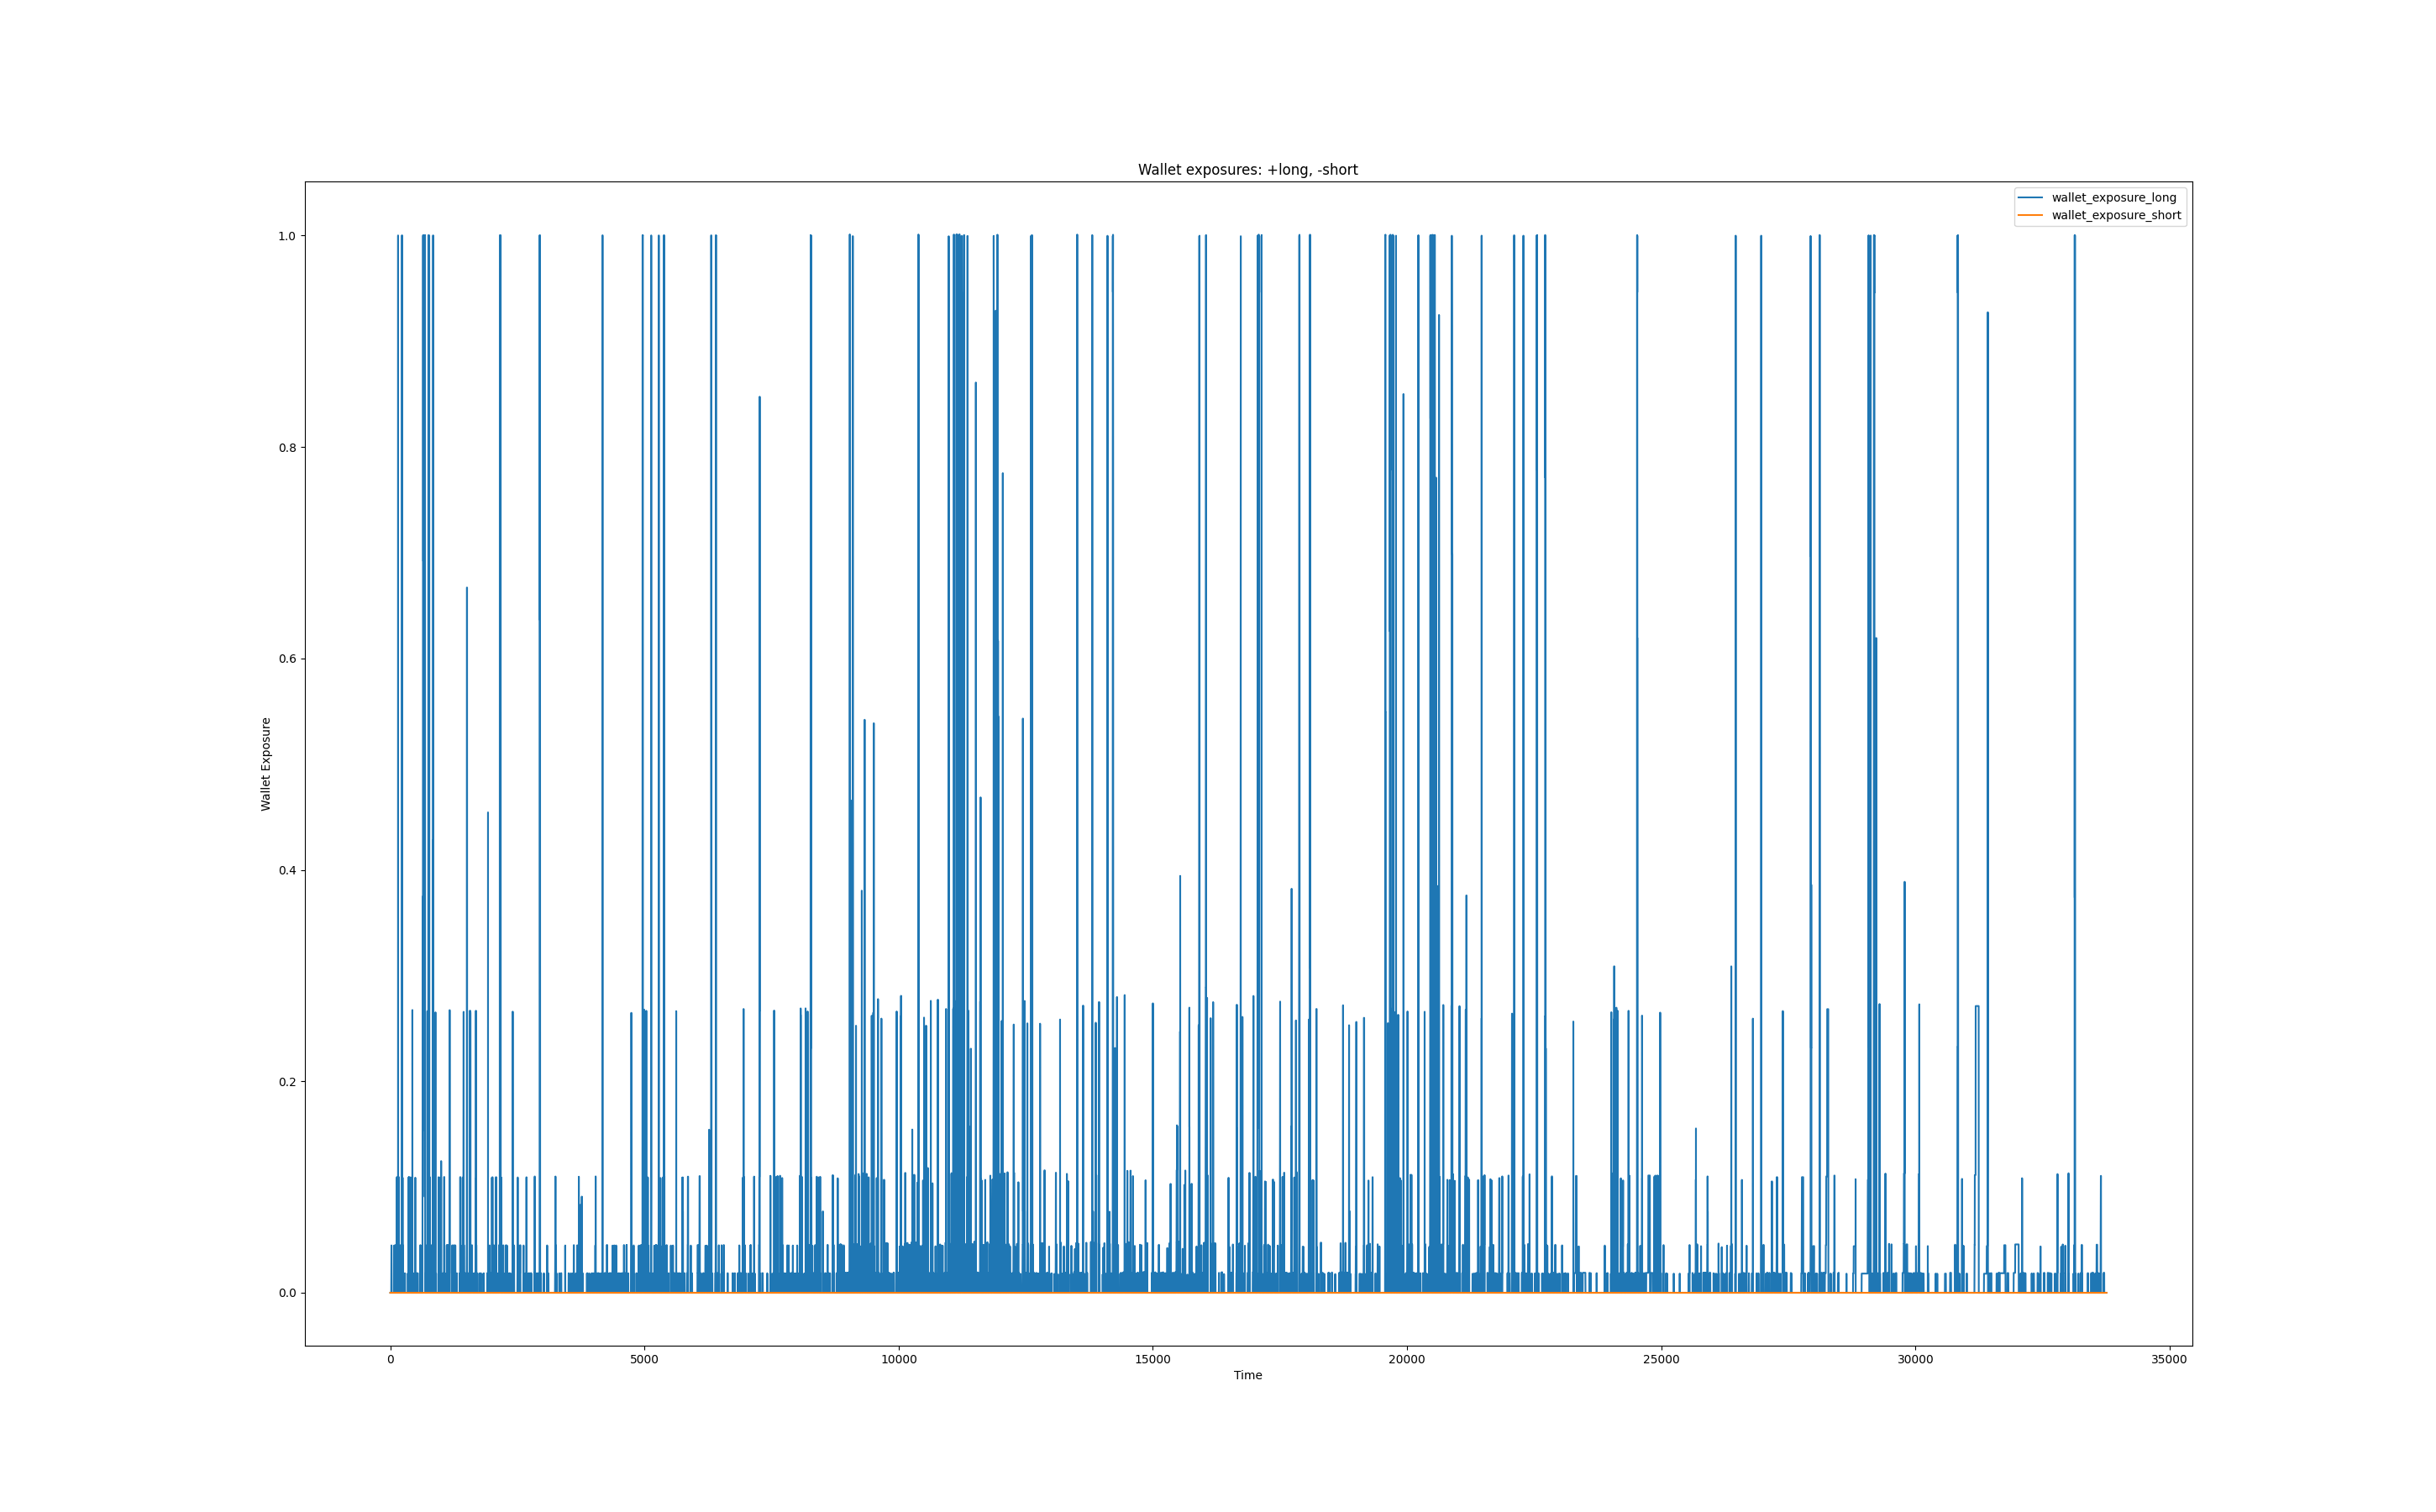 Wallet exposures: +long, -short
wallet_exposure_long
wallet_exposure_short
1.0
0.8
0.6
0.4
0.2
0.0
Wallet Exposure
0 5000 10000 15000 20000 25000 30000 35000
Time